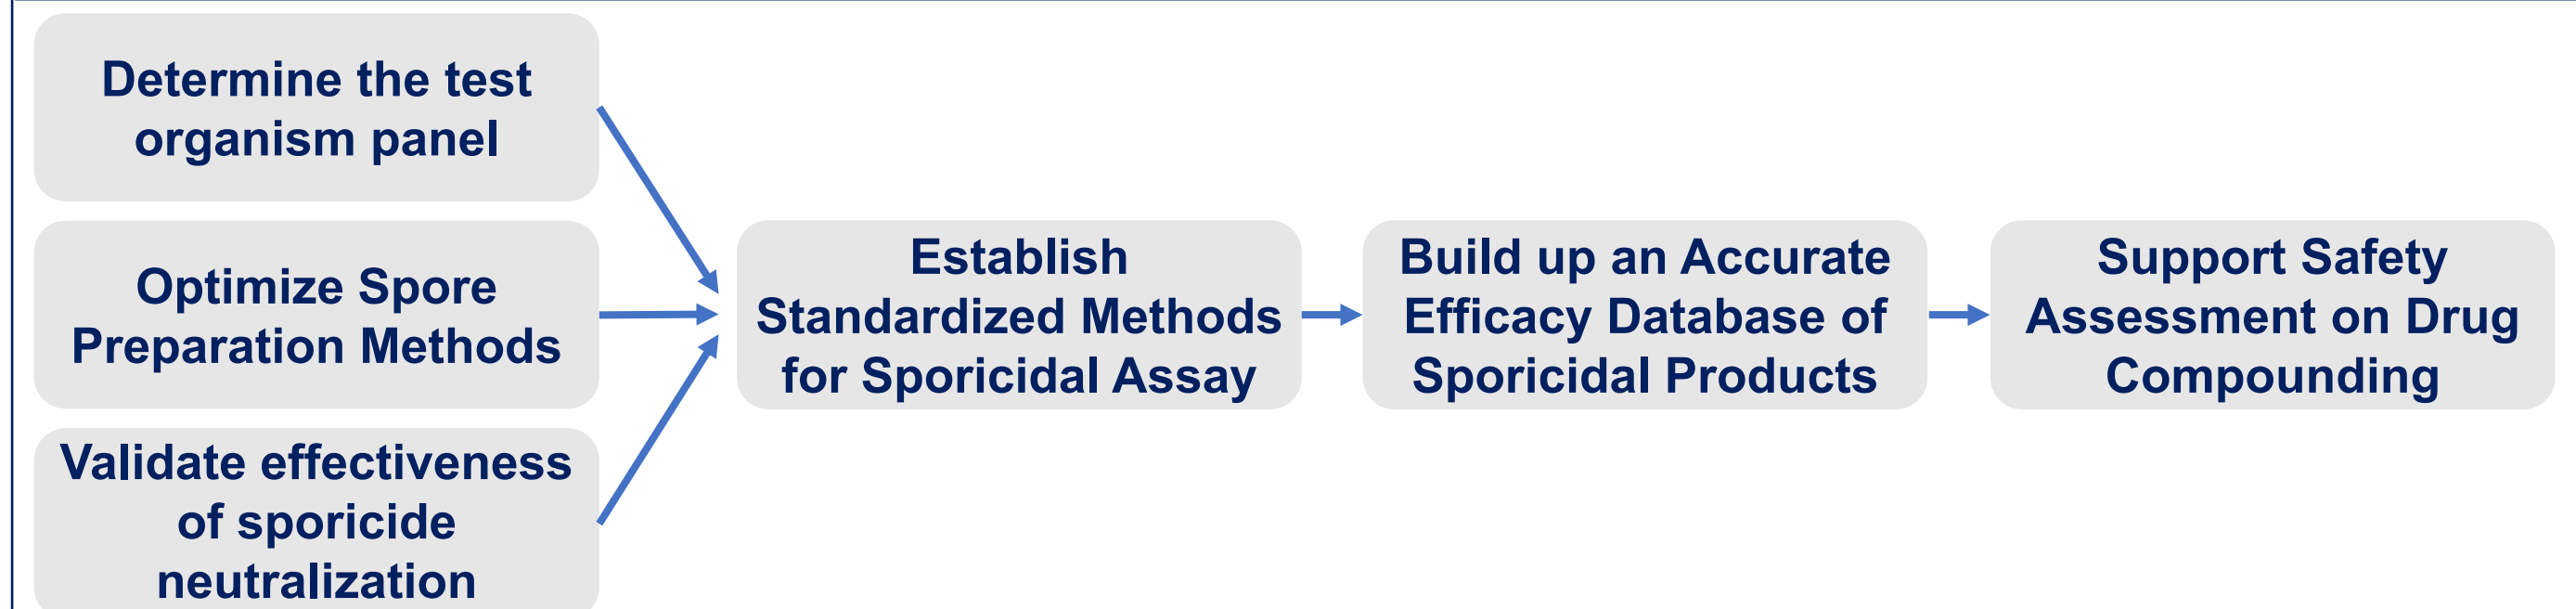 Determine the test
organism panel
Optimize Spore
Preparation Methods
Validate effectiveness
of sporicide
neutralization
Establish
Standardized Methods
for Sporicidal Assay
Build up an Accurate
Efficacy Database of
Sporicidal Products
Support Safety
Assessment on Drug
Compounding